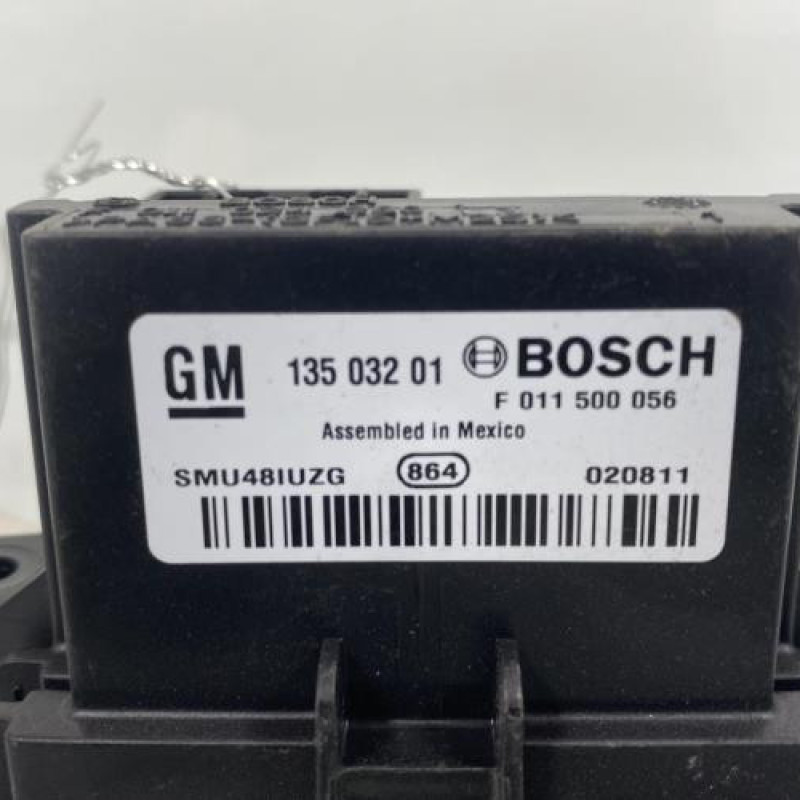 GM 135 032 01 BOSCH
F 011 500 056
Assembled in Mexico
SMU48IUZG 864 020811